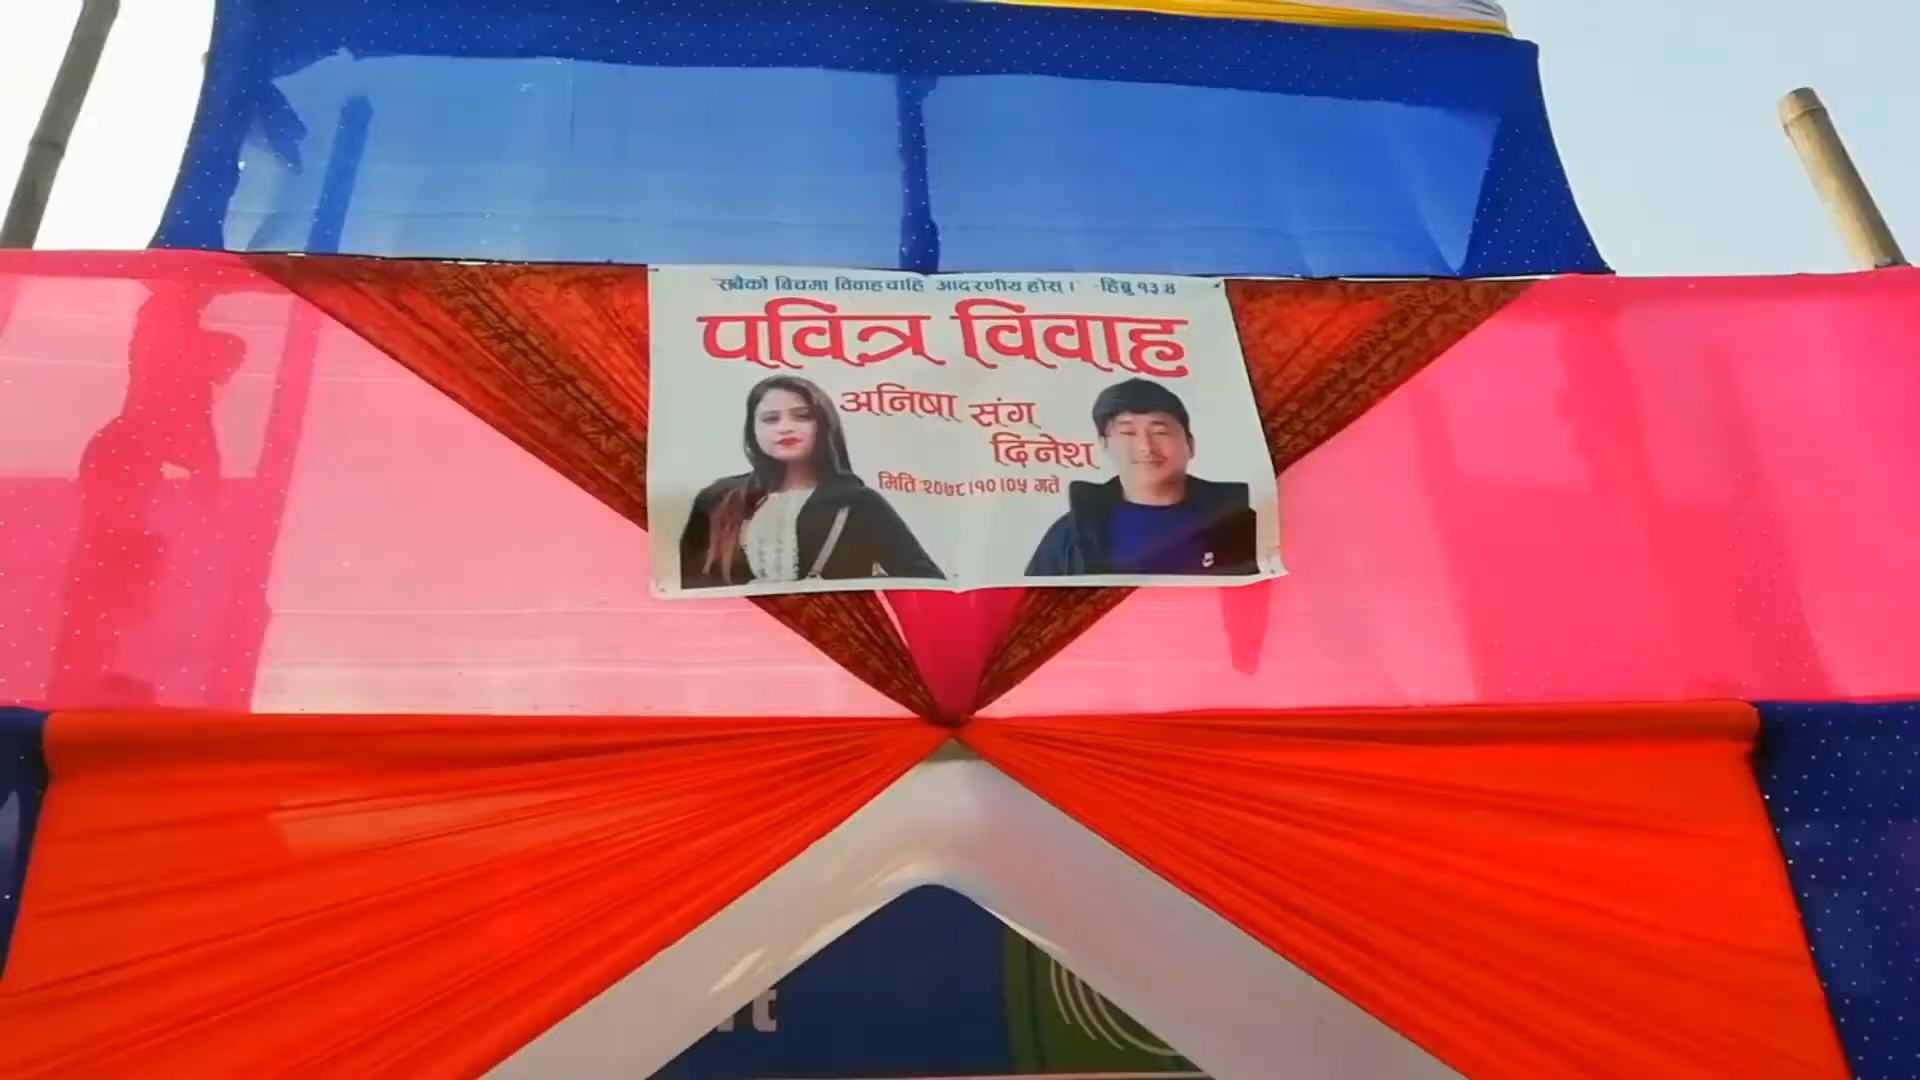 "सबैको बिचमा विवाहचाहि आदरणीय होस् ।" -हिब्रु १३ः४
पवित्र विवाह
अनिषा संग
दिनेश
मिति:२०७८।१०।०५ गते